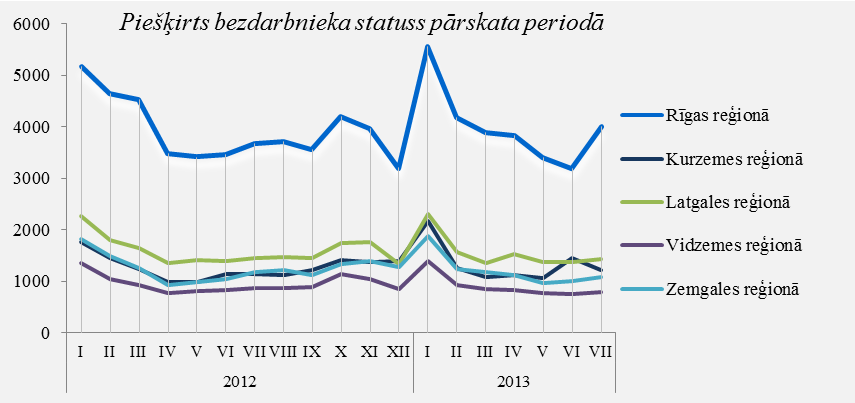 Piešķirts bezdarbnieka statuss pārskata periodā
6000
5000
4000
3000
2000
1000
0
I II III IV V VI VII VIII IX X XI XII I II III IV V VI VII
2012 2013
Rīgas reģionā
Kurzemes reģionā
Latgales reģionā
Vidzemes reģionā
Zemgales reģionā